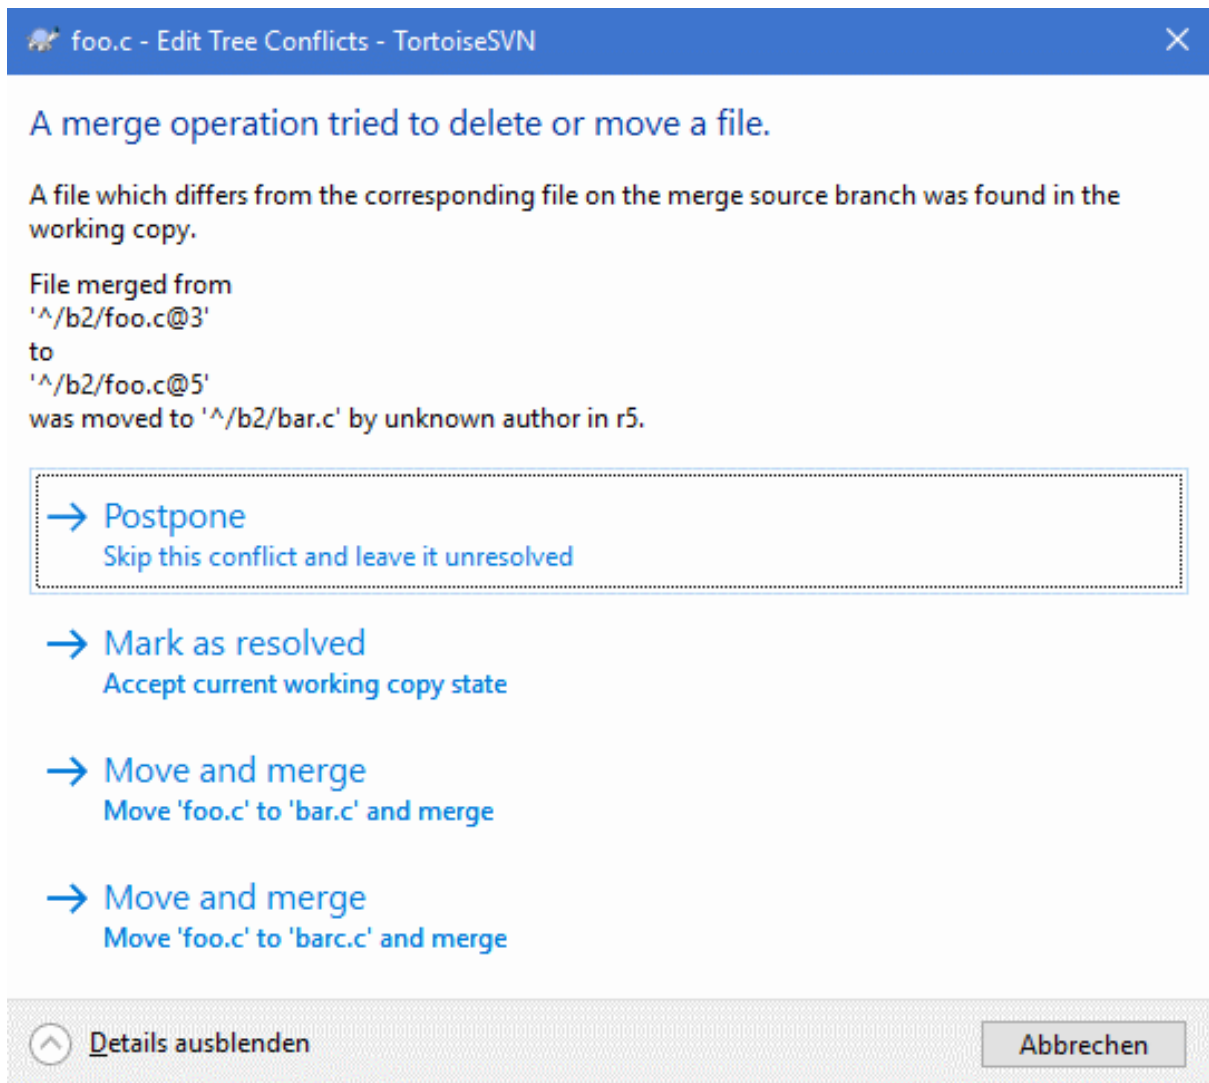 foo.c - Edit Tree Conflicts - TortoiseSVN
A merge operation tried to delete or move a file.
A file which differs from the corresponding file on the merge source branch was found in the
working copy.
File merged from
'^/b2/foo.c@3'
to
'^/b2/foo.c@5'
was moved to '^/b2/bar.c' by unknown author in r5.
Postpone
Skip this conflict and leave it unresolved
Mark as resolved
Accept current working copy state
Move and merge
Move 'foo.c' to 'bar.c' and merge
Move and merge
Move 'foo.c' to 'barc.c' and merge
Details ausblenden
Abbrechen